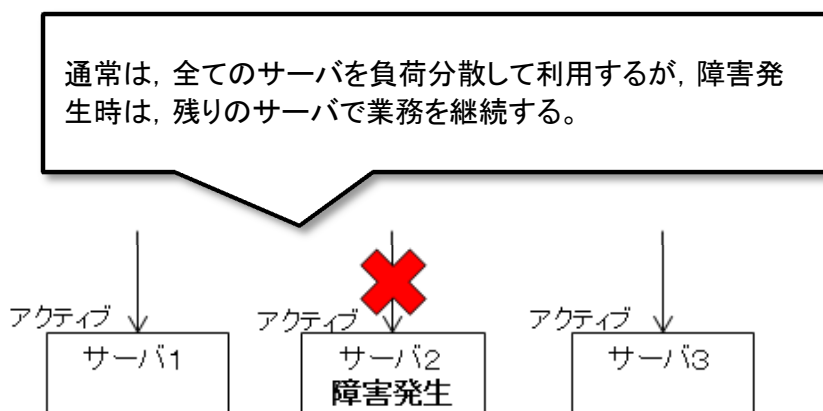 通常は，全てのサーバを負荷分散して利用するが，障害発
生時は，残りのサーバで業務を継続する。
アクティブ
アクティブ
アクティブ
サーバ1
サーバ2
サーバ3
障害発生